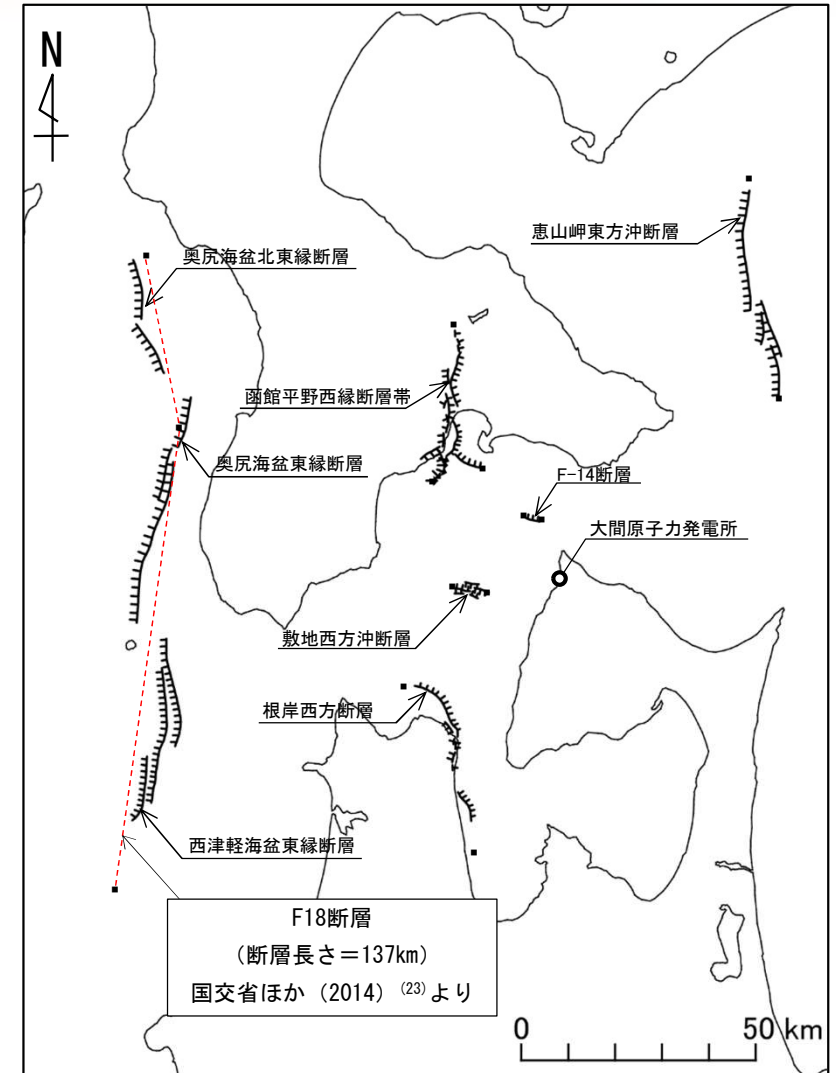 N
恵山岬東方沖断層
奥尻海盆北東縁断層
函館平野西縁断層帯
奥尻海盆東縁断層
F-14断層
大間原子力発電所
敷地西方沖断層
根岸西方断層
西津軽海盆東縁断層
F18断層
（断層長さ＝137km）
国交省ほか（2014）(23)より
0 50 km